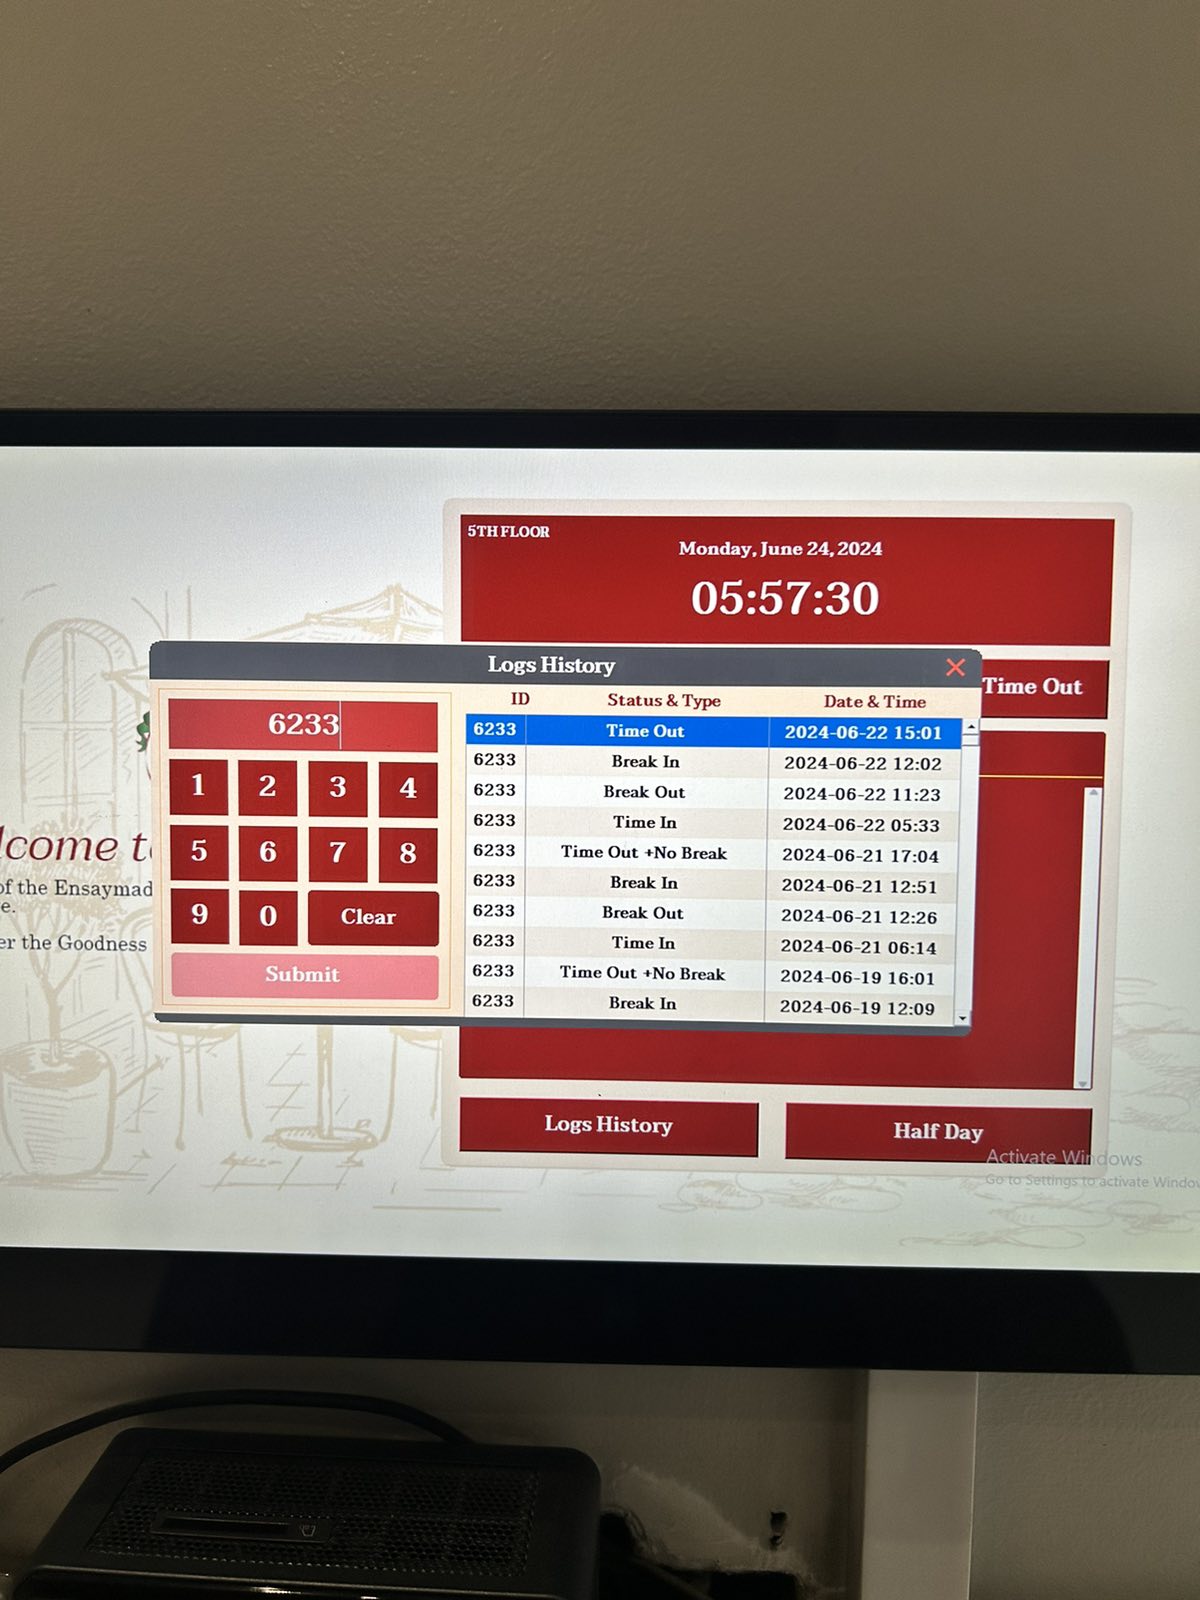 5TH FLOOR
Monday, June 24, 2024
05:57:30
Time Out
Logs History
6233
1 2 3 4
5 6 7 8
9 0 Clear
Submit
ID Status & Type Date & Time
6233 Time Out 2024-06-22 15:01
6233 Break In 2024-06-22 12:02
6233 Break Out 2024-06-22 11:23
6233 Time In 2024-06-22 05:33
6233 Time Out +No Break 2024-06-21 17:04
6233 Break In 2024-06-21 12:51
6233 Break Out 2024-06-21 12:26
6233 Time In 2024-06-21 06:14
6233 Time Out +No Break 2024-06-19 16:01
6233 Break In 2024-06-19 12:09
lcome t
of the Ensaymad
e.
er the Goodness
Logs History Half Day
Activate Windows
Go to Settings to activate Window